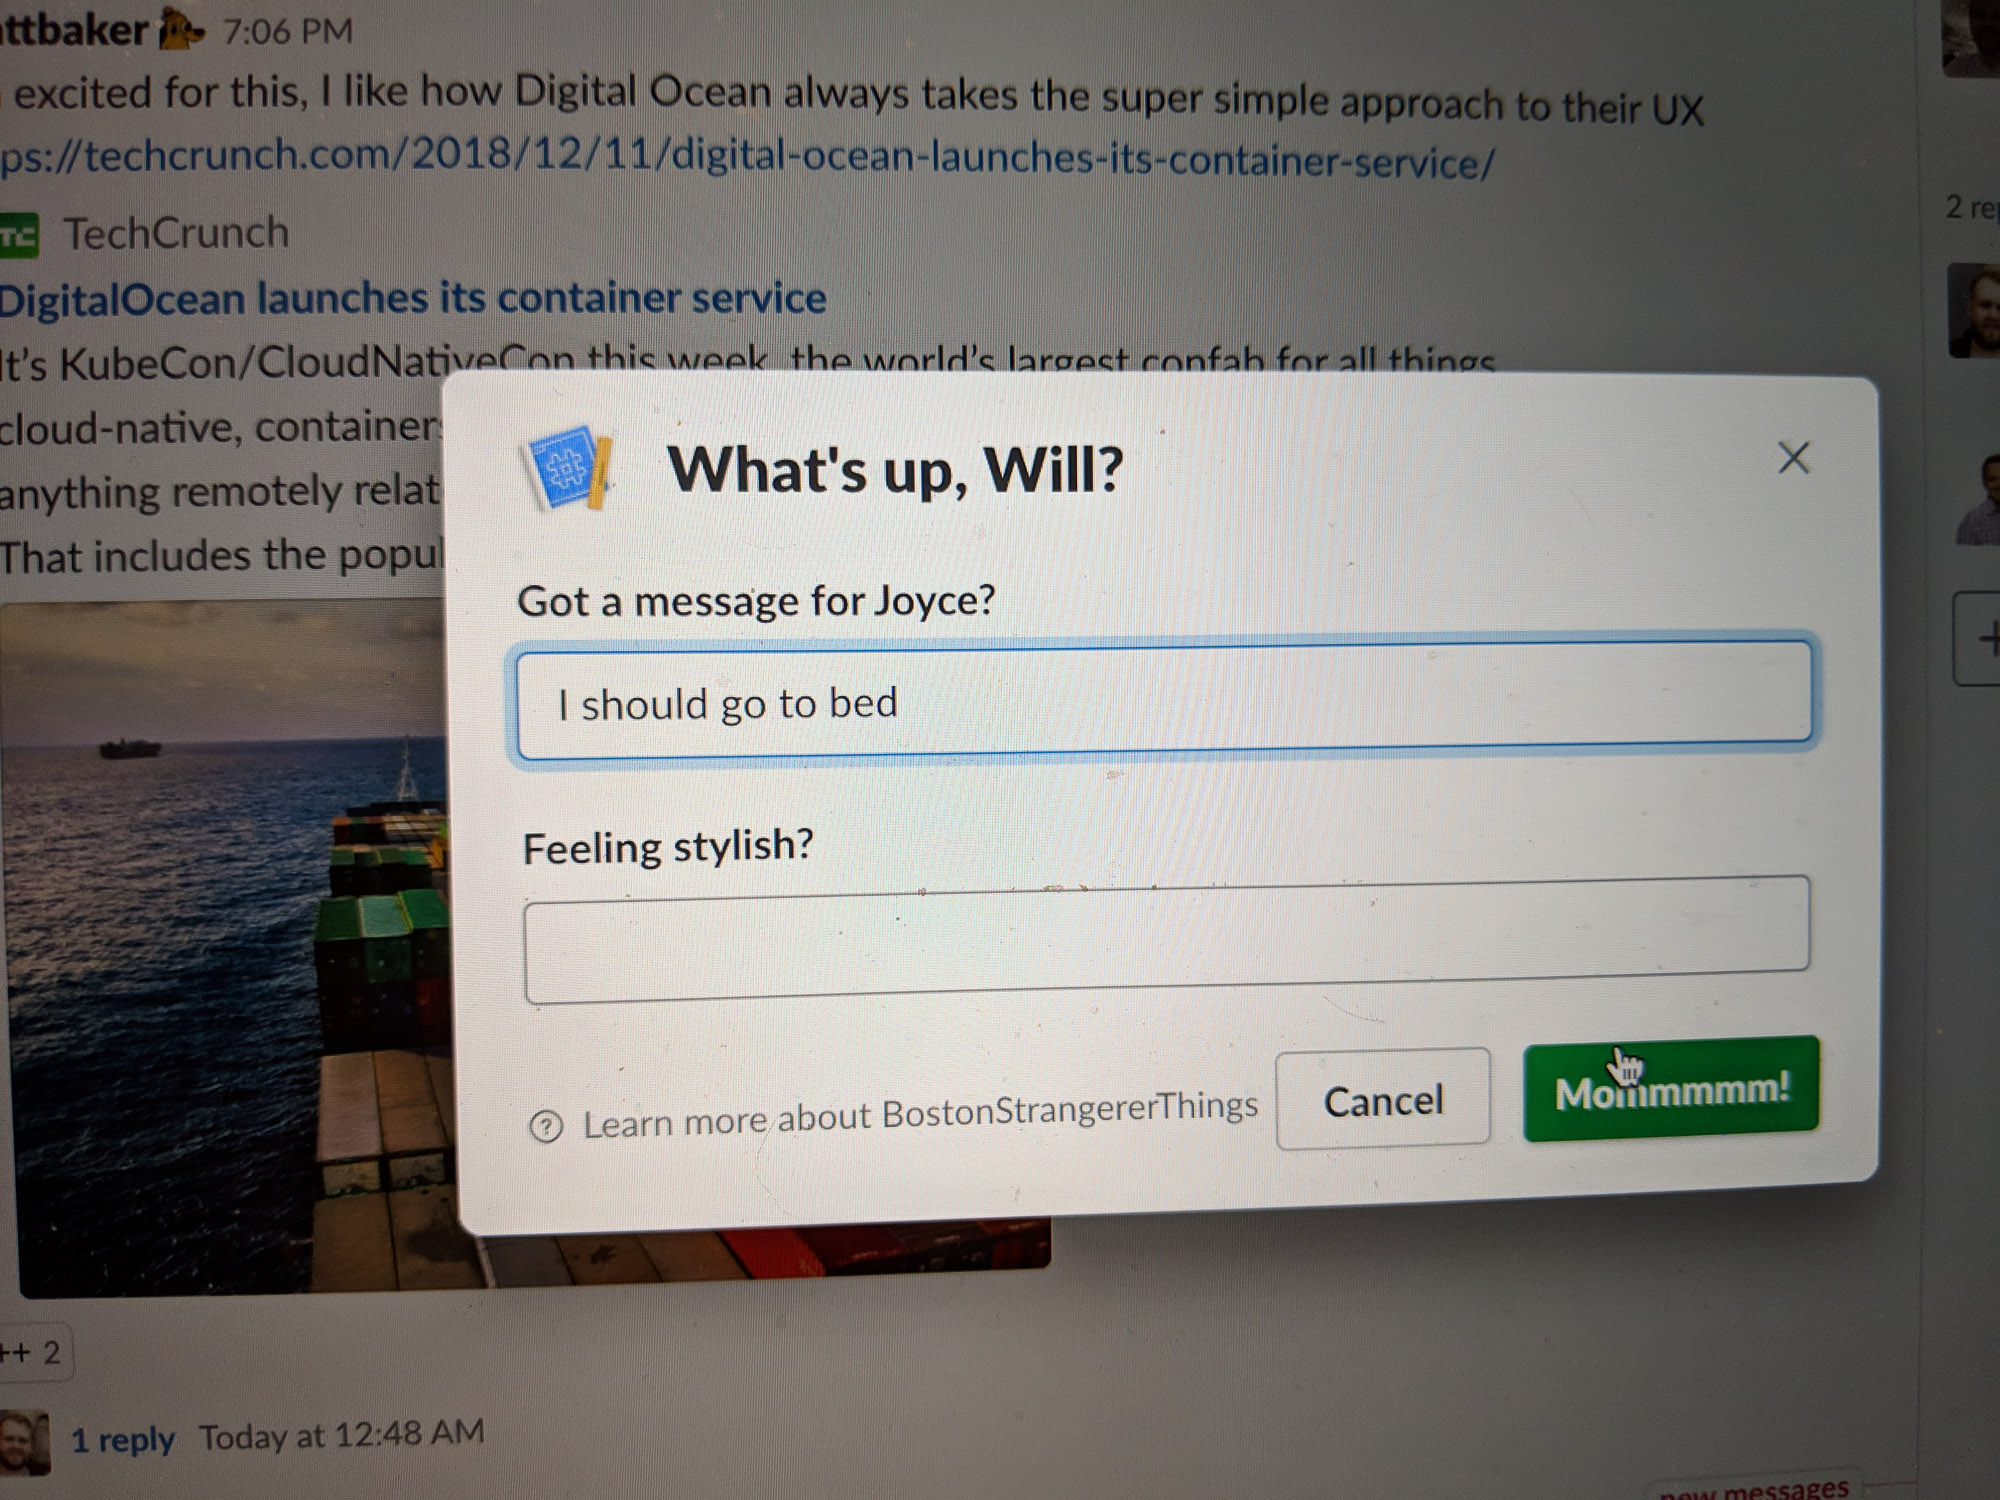 ttbaker 7:06 PM
excited for this, I like how Digital Ocean always takes the super simple approach to their UX
ps://techcrunch.com/2018/12/11/digital-ocean-launches-its-container-service/
TC TechCrunch
2 re
DigitalOcean launches its container service
It's KubeCon/CloudNativeCon this week, the world's largest confab for all things
cloud-native, container
anything remotely relat
That includes the popul
What's up, Will?
Got a message for Joyce?
I should go to bed
Feeling stylish?
Learn more about BostonStrangererThings
Cancel
Mommmmm!
++ 2
1 reply Today at 12:48 AM
new messages